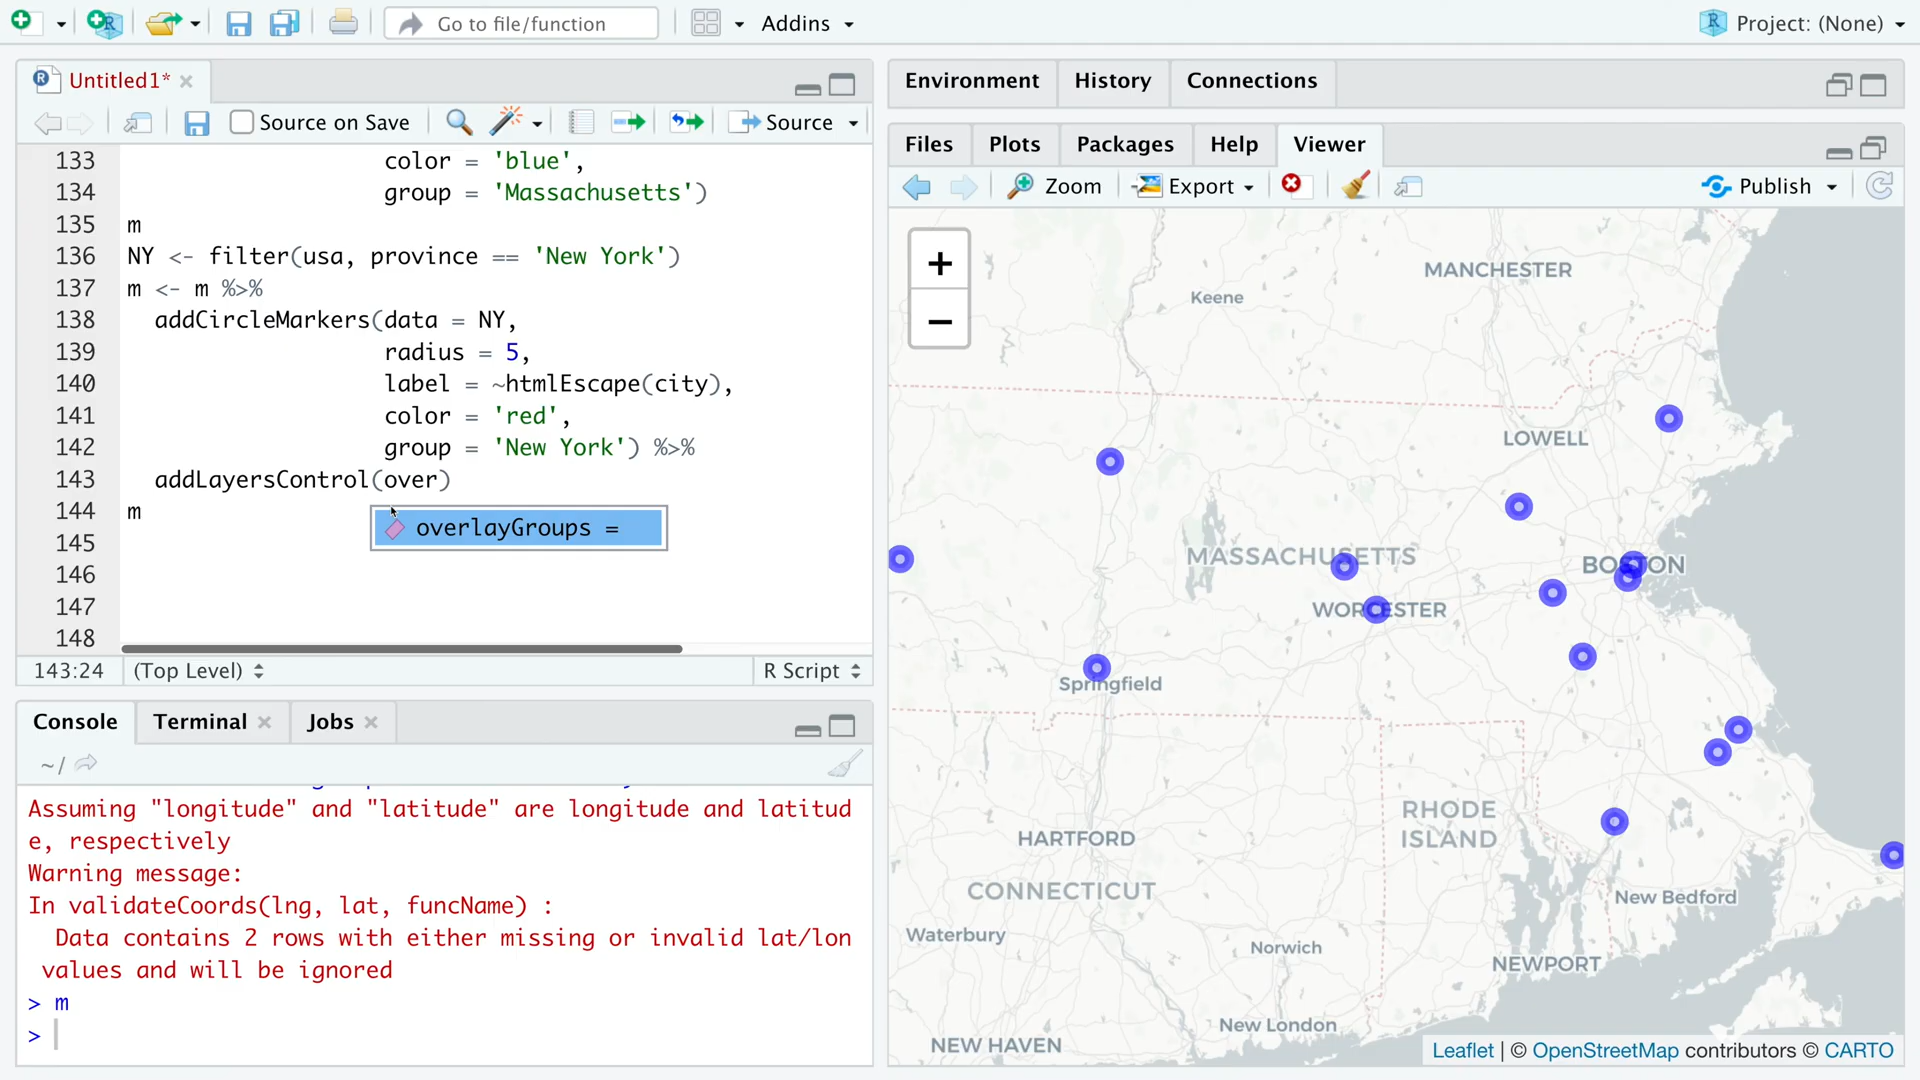 Go to file/function
Addins
Project: (None)
Untitled1*
Source on Save
Source
133 color = 'blue',
134 group = 'Massachusetts')
135 m
136 NY <- filter(usa, province == 'New York')
137 m <- m %>%
138 addCircleMarkers(data = NY,
139 radius = 5,
140 label = ~htmlEscape(city),
141 color = 'red',
142 group = 'New York') %>%
143 addLayersControl(over)
144 m
overlayGroups =
145
146
147
148
143:24 (Top Level) R Script
Console Terminal Jobs
~/
Assuming "longitude" and "latitude" are longitude and latitud
e, respectively
Warning message:
In validateCoords(lng, lat, funcName) :
Data contains 2 rows with either missing or invalid lat/lon
values and will be ignored
> m
>
Environment History Connections
Files Plots Packages Help Viewer
Zoom Export Publish
+
−
MANCHESTER
Keene
LOWELL
MASSACHUSETTS
BOSTON
WORCESTER
Springfield
RHODE
ISLAND
HARTFORD
CONNECTICUT
New Bedford
Waterbury
Norwich
NEWPORT
New London
NEW HAVEN
Leaflet | © OpenStreetMap contributors © CARTO